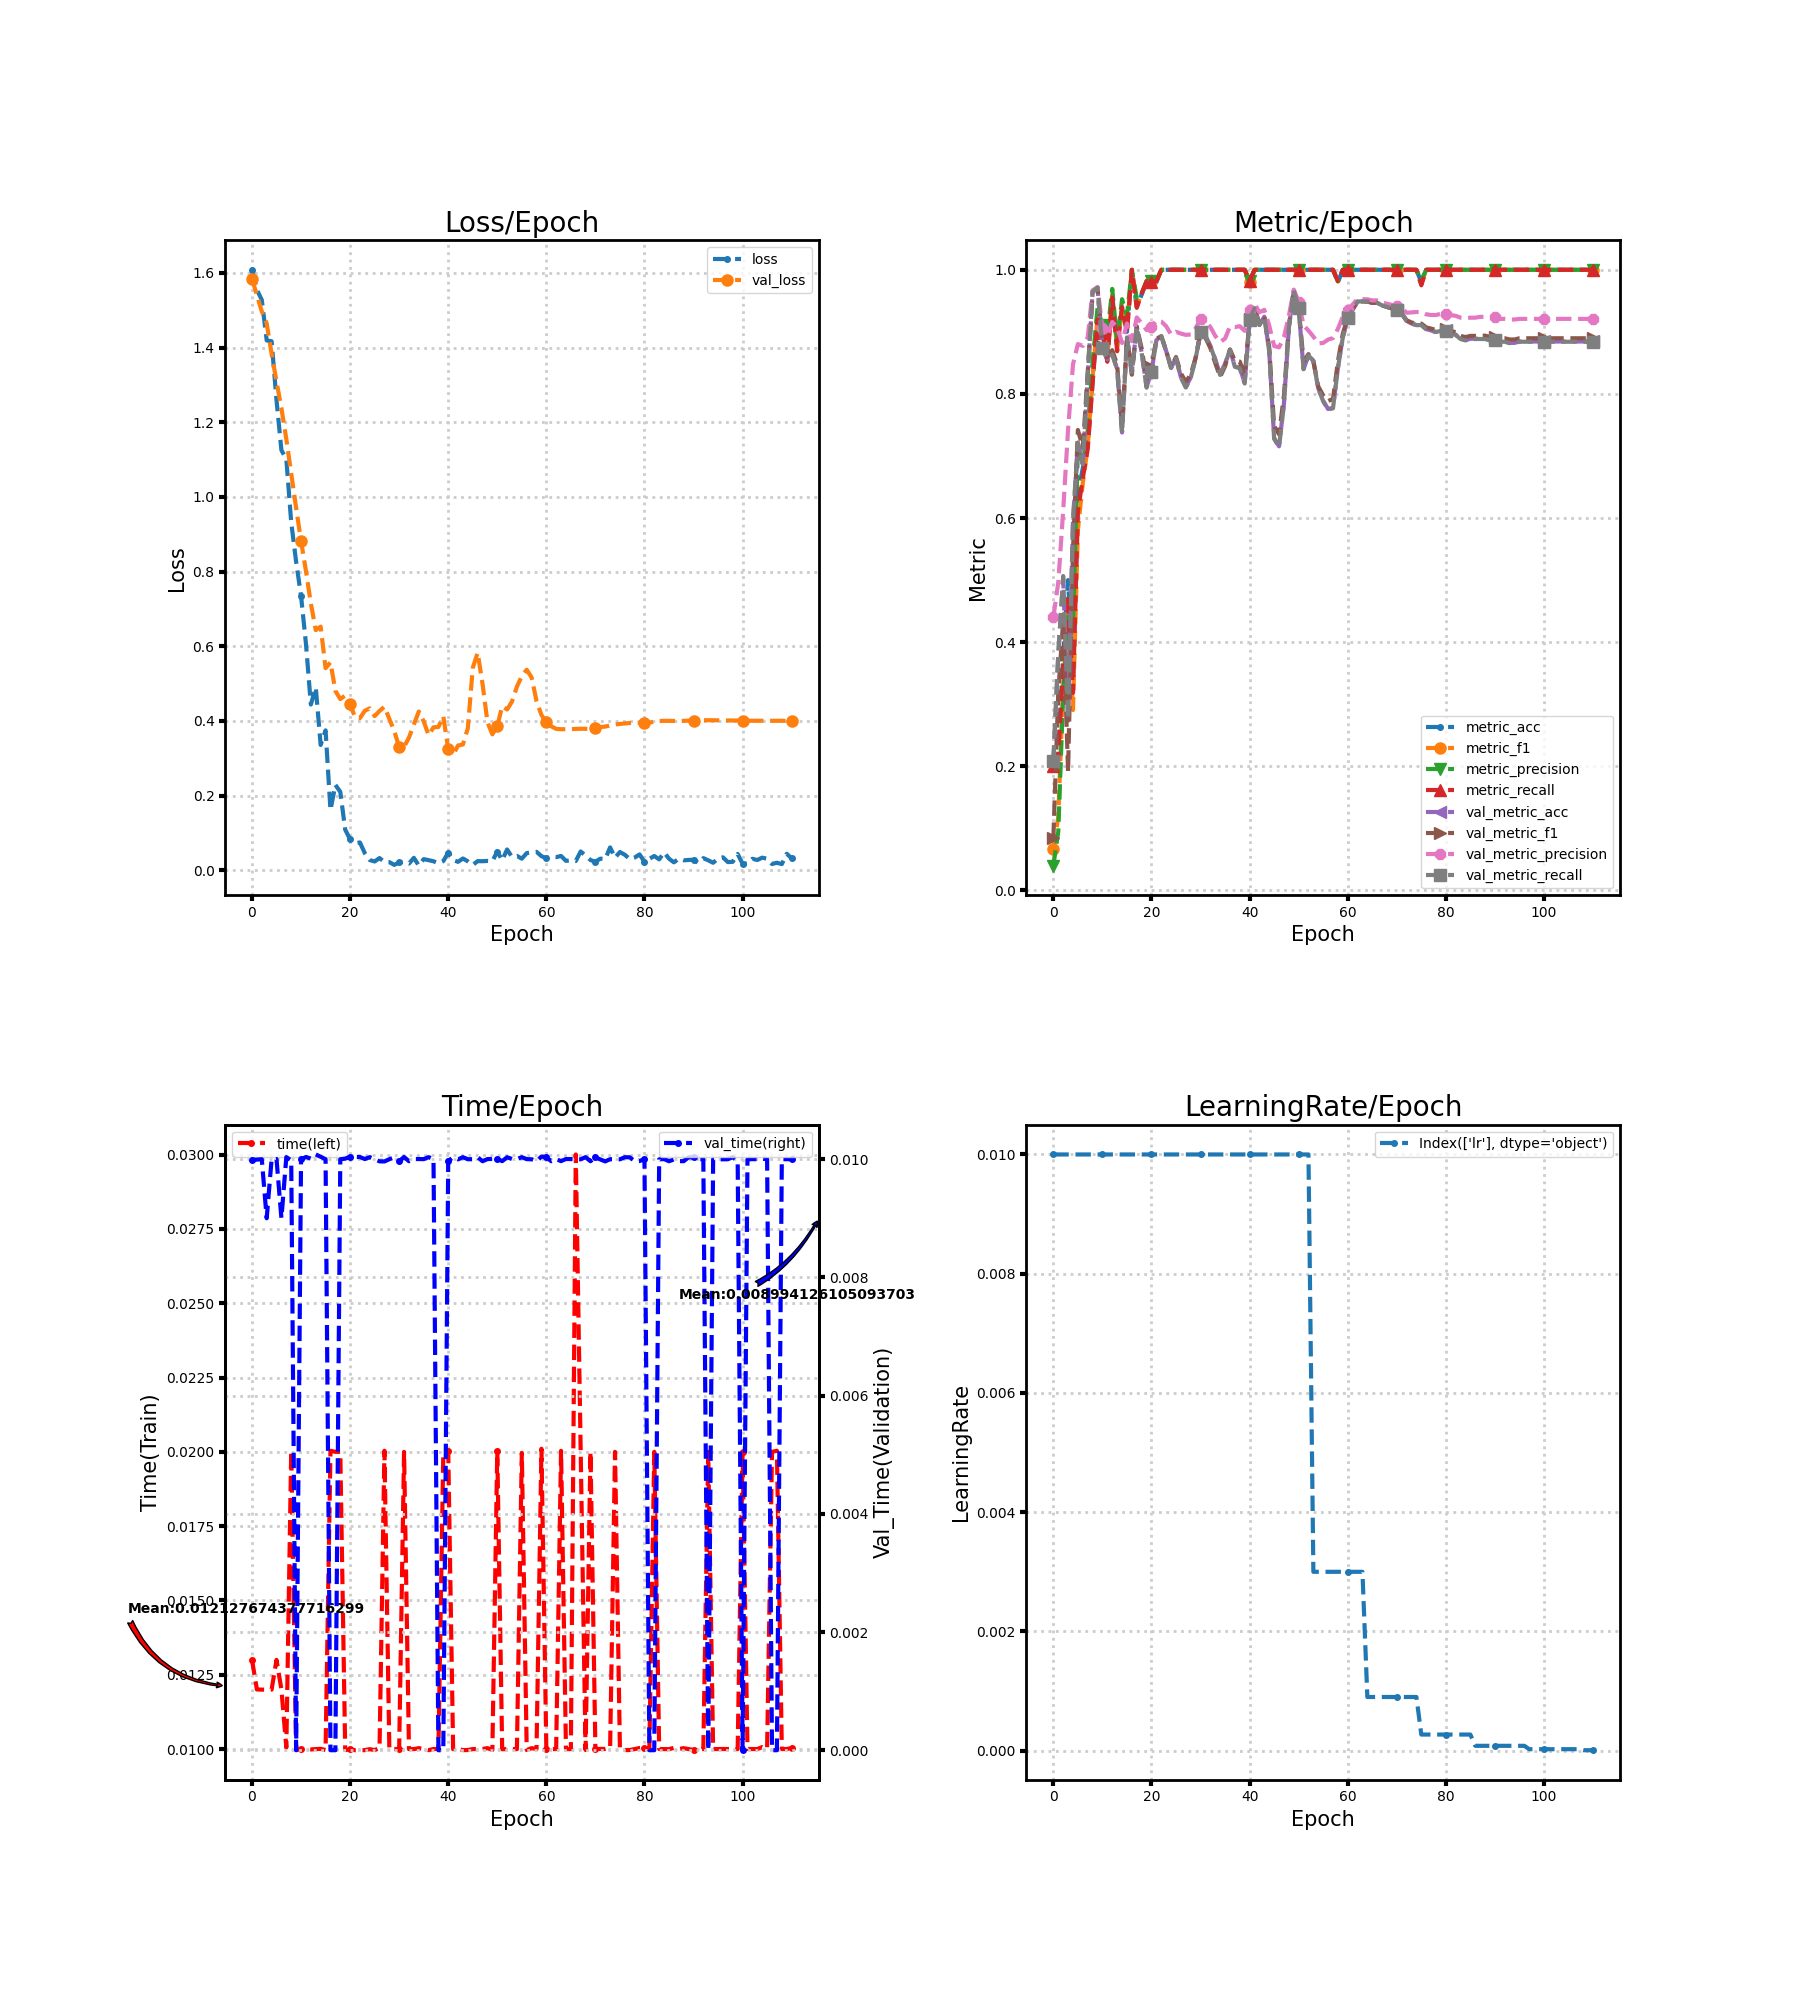 Loss/Epoch
loss
val_loss
1.6
1.4
1.2
1.0
0.8
0.6
0.4
0.2
0.0
Loss
0
20
40
60
80
100
Epoch
Metric/Epoch
1.0
0.8
0.6
0.4
0.2
0.0
Metric
metric_acc
metric_f1
metric_precision
metric_recall
val_metric_acc
val_metric_f1
val_metric_precision
val_metric_recall
0
20
40
60
80
100
Epoch
Time/Epoch
time(left)
val_time(right)
0.0300
0.0275
0.0250
0.0225
0.0200
0.0175
0.0150
0.0125
0.0100
Time(Train)
Mean:0.012127674377716299
Mean:0.008994126105093703
0.010
0.008
0.006
0.004
0.002
0.000
Val_Time(Validation)
0
20
40
60
80
100
Epoch
LearningRate/Epoch
Index(['lr'], dtype='object')
0.010
0.008
0.006
0.004
0.002
0.000
LearningRate
0
20
40
60
80
100
Epoch